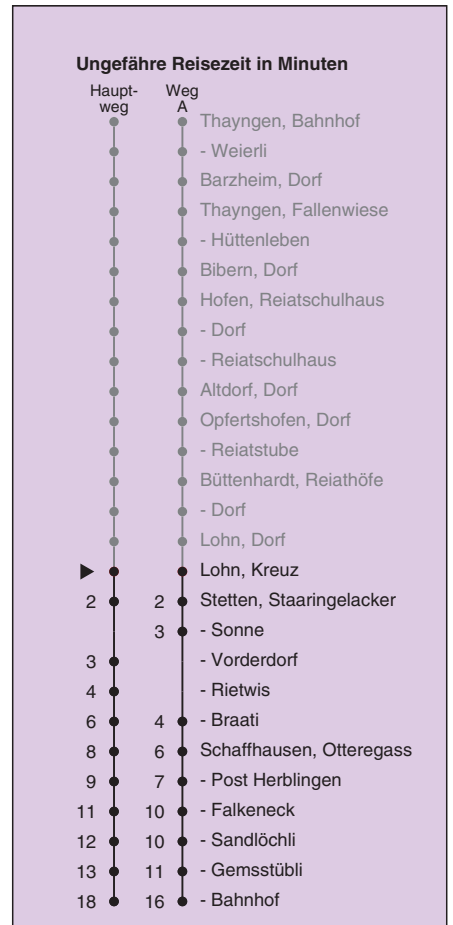 Ungefähre Reisezeit in Minuten
Haupt- Weg
weg A
Thayngen, Bahnhof
- Weierli
Barzheim, Dorf
Thayngen, Fallenwiese
- Hüttenleben
Bibern, Dorf
Hofen, Reiatschulhaus
- Dorf
- Reiatschulhaus
Altdorf, Dorf
Opfertshofen, Dorf
- Reiatstube
Büttenhardt, Reiathöfe
- Dorf
Lohn, Dorf
Lohn, Kreuz
2 2 Stetten, Staaringelacker
3 - Sonne
3 - Vorderdorf
4 - Rietwis
6 4 - Braati
8 6 Schaffhausen, Otteregass
9 7 - Post Herblingen
11 10 - Falkeneck
12 10 - Sandlöchli
13 11 - Gemsstübli
18 16 - Bahnhof